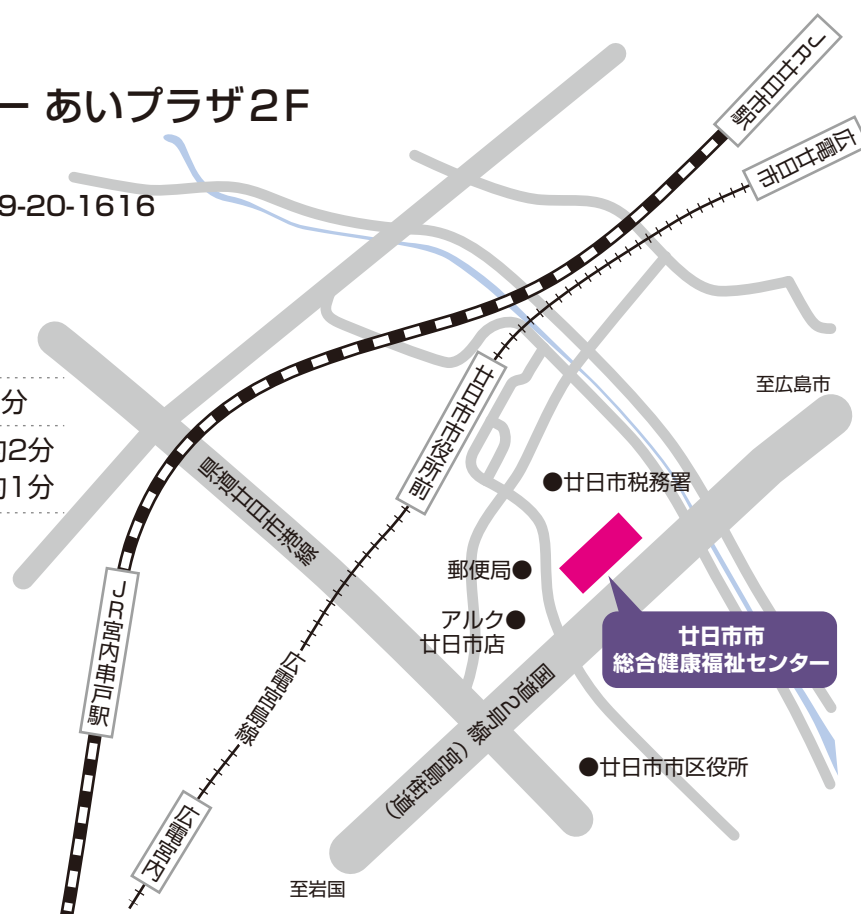 ー あいプラザ2F
9-20-1616
分
約2分
約1分
JR廿日市駅
広電廿日市
至広島市
廿日市市役所前
●廿日市税務署
県道廿日市港線
郵便局●
アルク●
廿日市店
JR宮内串戸駅
廿日市市
総合健康福祉センター
広電宮島線
国道2号線（宮島街道）
●廿日市市区役所
広電宮内
至岩国